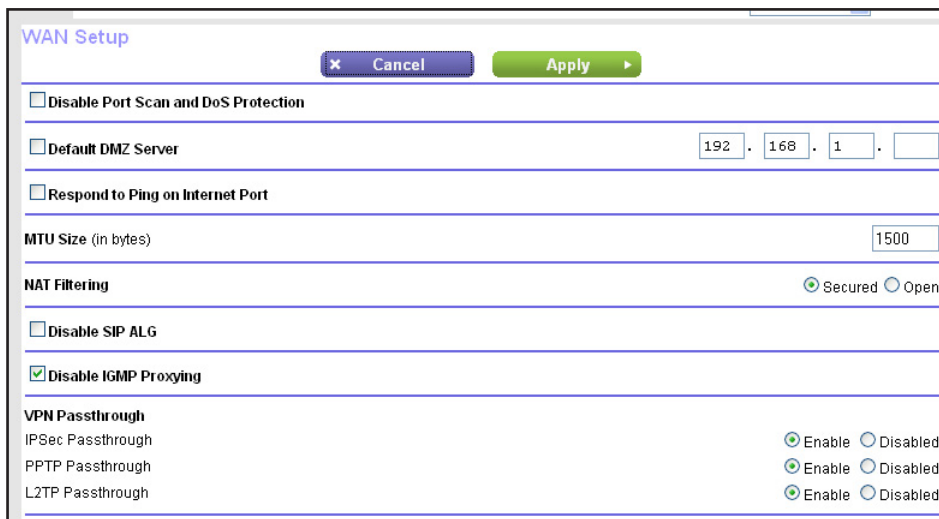 WAN Setup
Cancel Apply
Disable Port Scan and DoS Protection
Default DMZ Server 192 . 168 . 1 .
Respond to Ping on Internet Port
MTU Size (in bytes) 1500
NAT Filtering Secured Open
Disable SIP ALG
Disable IGMP Proxying
VPN Passthrough
IPSec Passthrough Enable Disabled
PPTP Passthrough Enable Disabled
L2TP Passthrough Enable Disabled